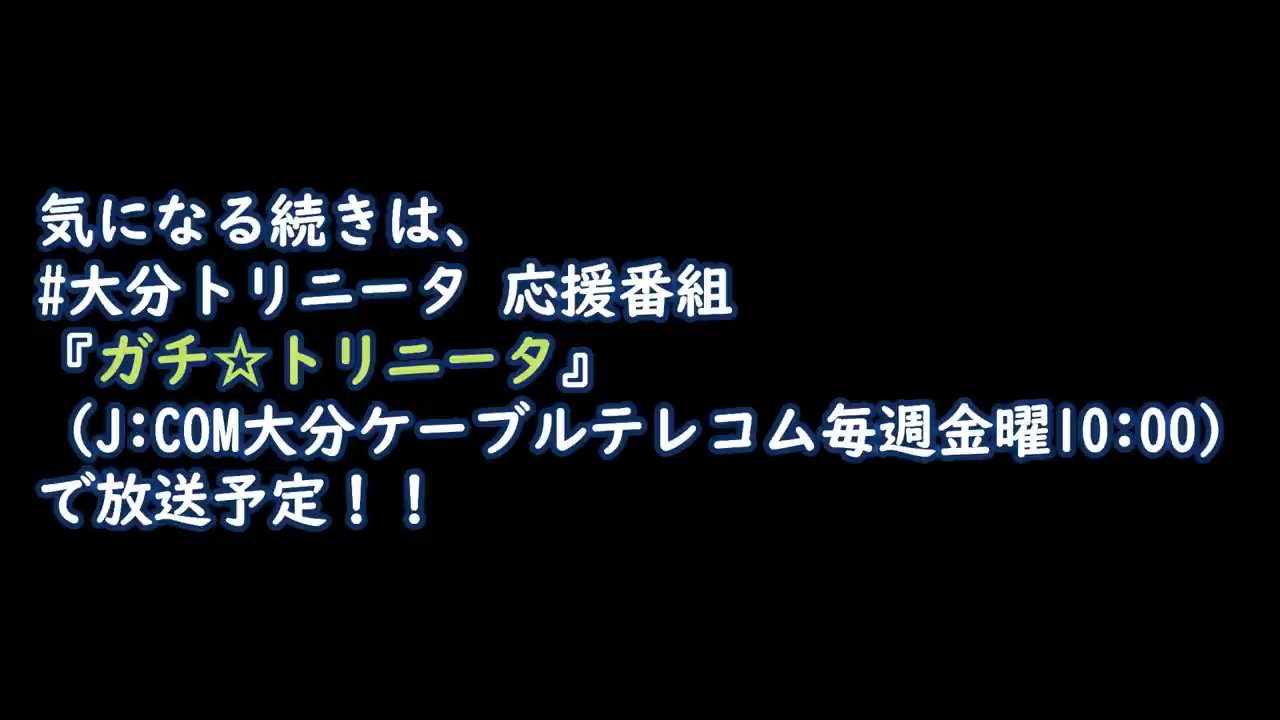 気になる続きは、
#大分トリニータ 応援番組
『ガチ☆トリニータ』
（J:COM大分ケーブルテレコム毎週金曜10:00）
で放送予定！！